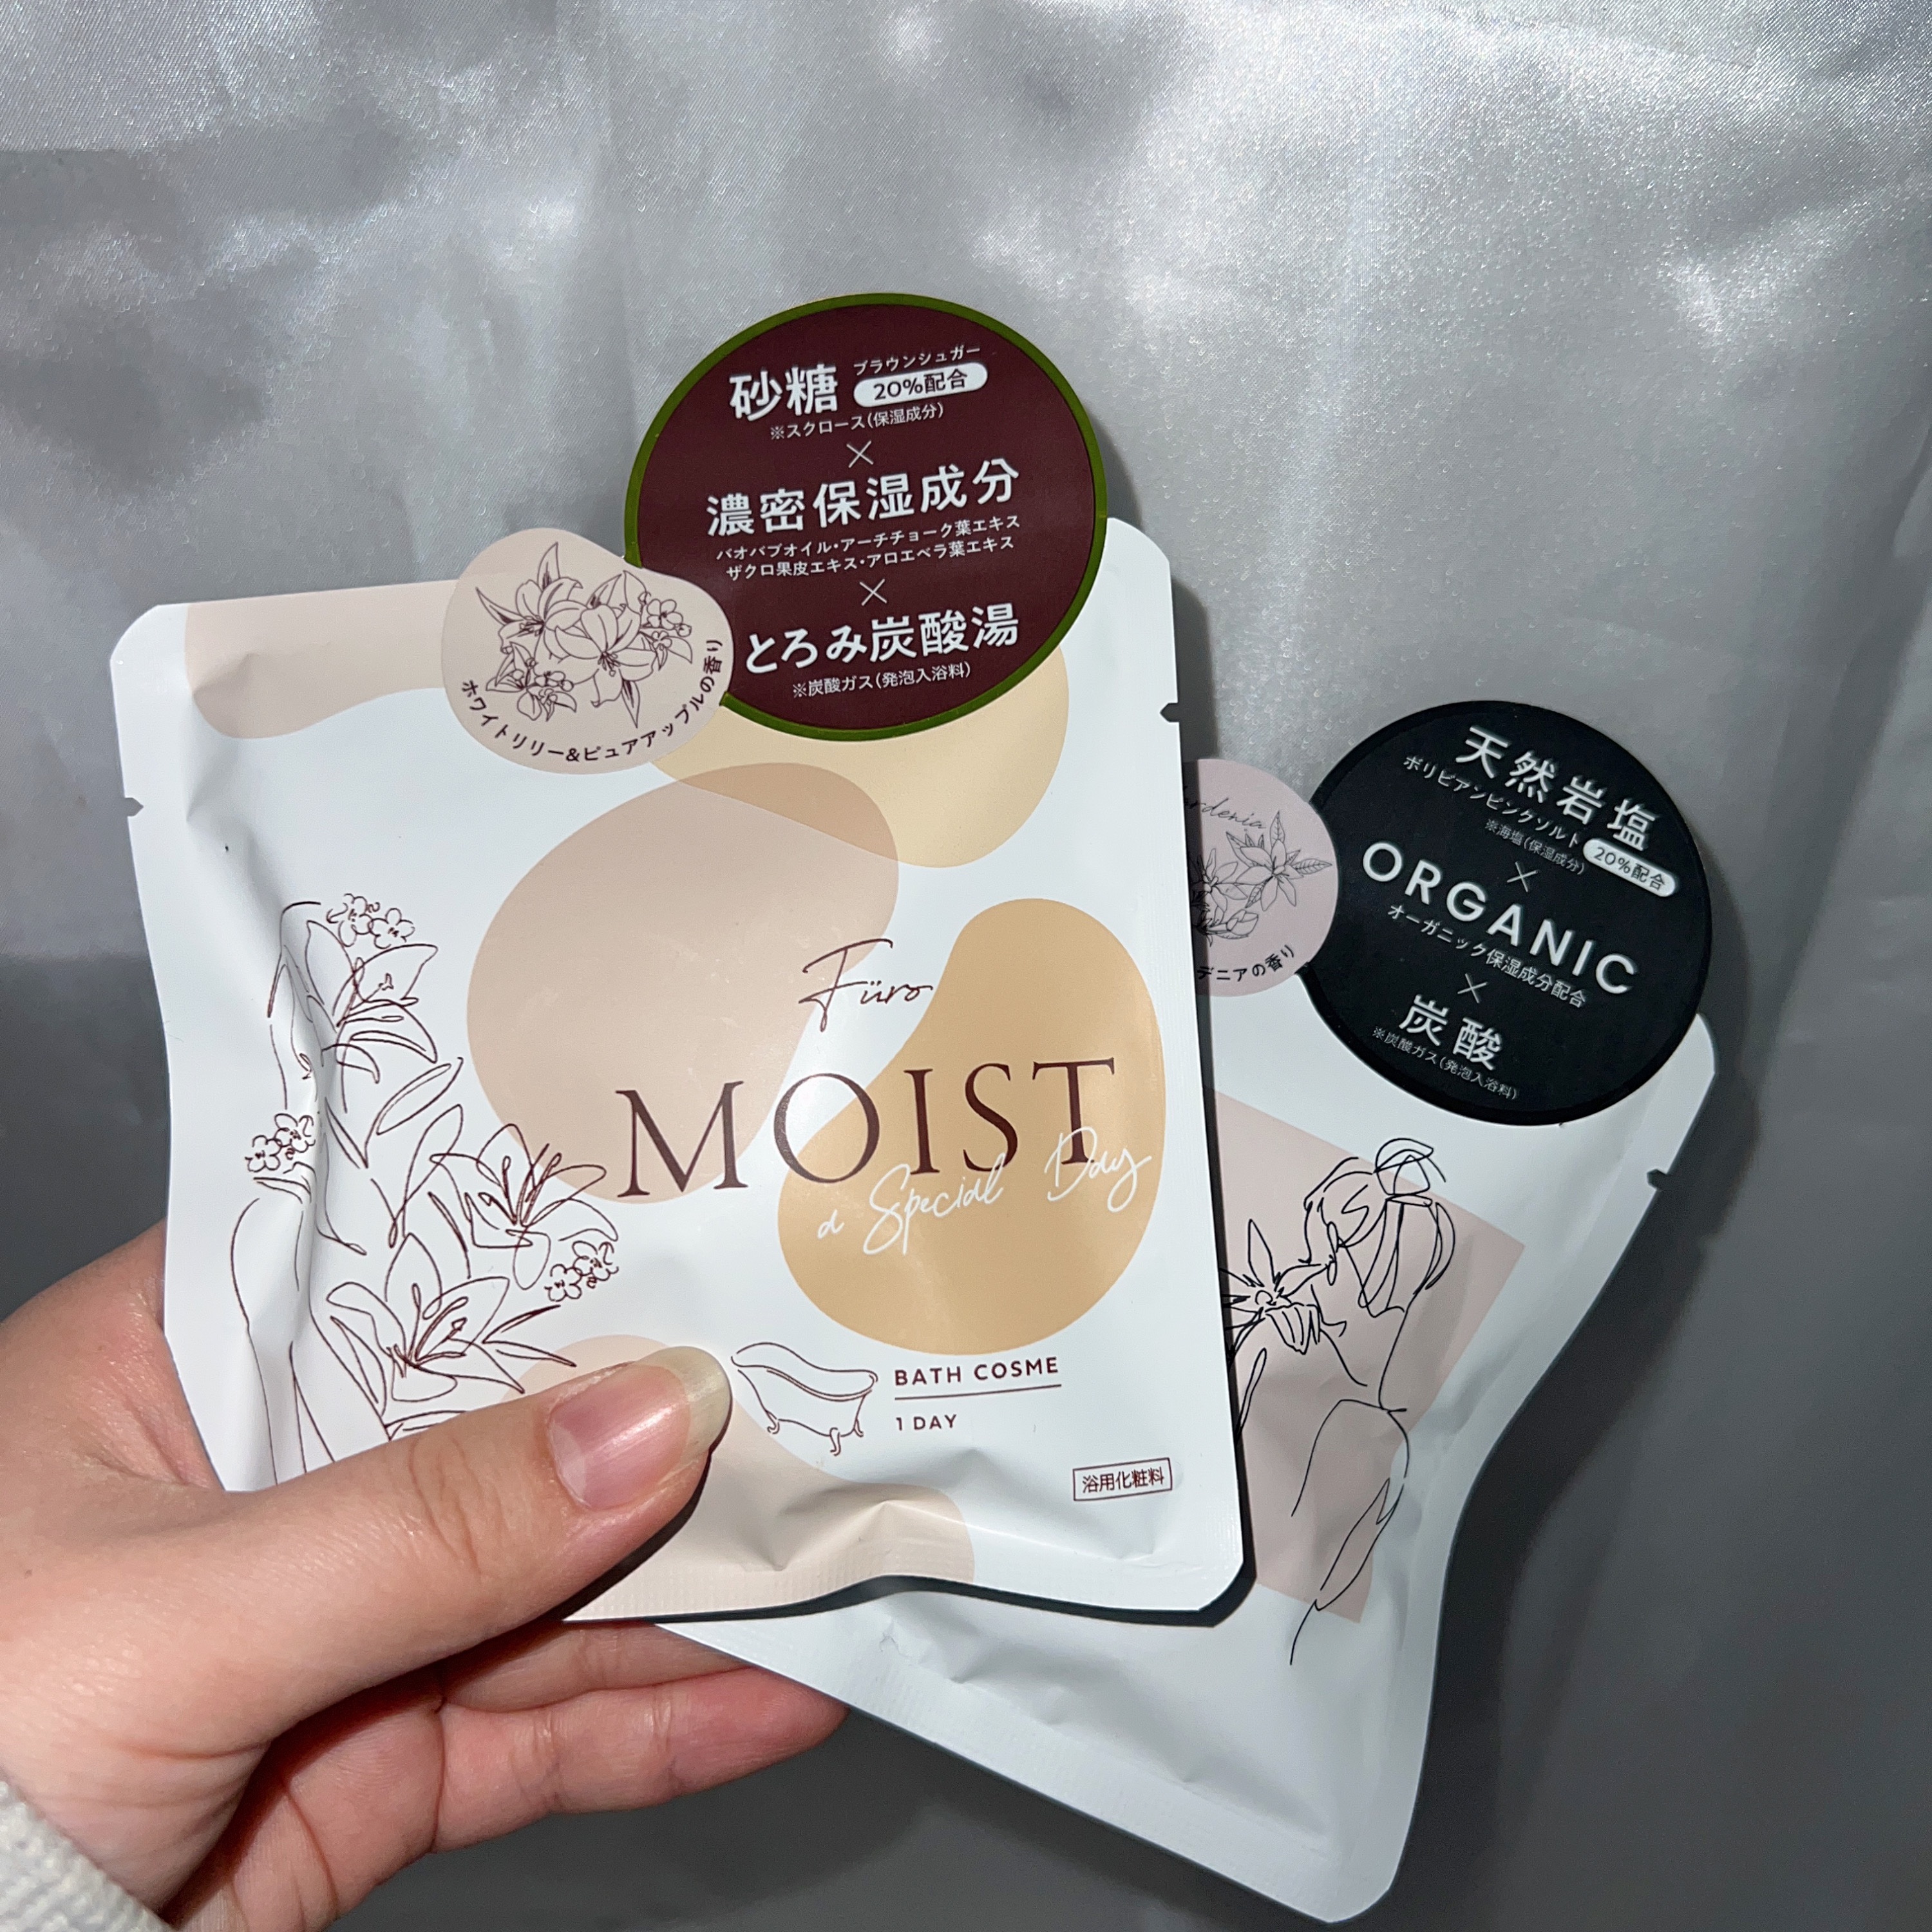 砂糖
ブラウンシュガー
20%配合
※スクロース(保湿成分)
×
濃密保湿成分
バオバブオイル・アーチチョーク葉エキス
ザクロ果皮エキス・アロエベラ葉エキス
×
とろみ炭酸湯
※炭酸ガス(発泡入浴料)
ホワイトリリー&ピュアアップルの香り
Füro
MOIST
a Special Day
BATH COSME
1 DAY
浴用化粧料
天然岩塩
ボリビアンピンクソルト
20%配合
※海塩(保湿成分)
×
ORGANIC
オーガニック保湿成分配合
×
炭酸
※炭酸ガス(発泡入浴料)
rdenia
デニアの香り